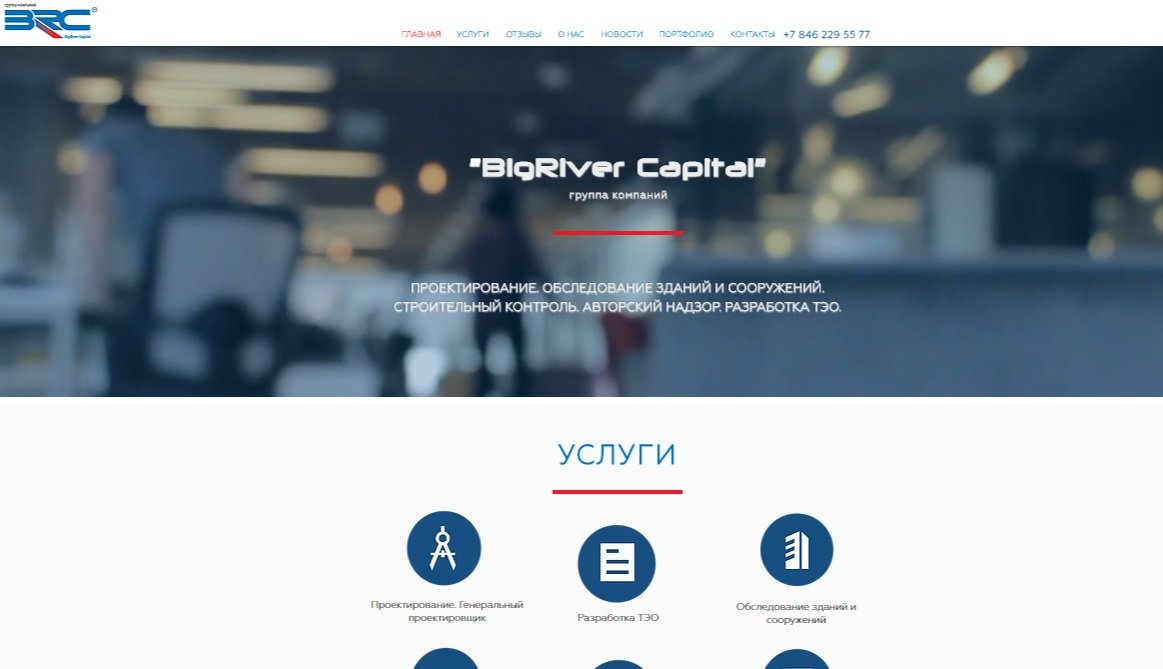 группа компаний
BRC®
BigRiver Capital
ГЛАВНАЯ УСЛУГИ ОТЗЫВЫ О НАС НОВОСТИ ПОРТФОЛИО КОНТАКТЫ +7 846 229 55 77
"BigRiver Capital"
группа компаний
ПРОЕКТИРОВАНИЕ. ОБСЛЕДОВАНИЕ ЗДАНИЙ И СООРУЖЕНИЙ.
СТРОИТЕЛЬНЫЙ КОНТРОЛЬ. АВТОРСКИЙ НАДЗОР. РАЗРАБОТКА ТЭО.
УСЛУГИ
Проектирование. Генеральный
проектировщик
Разработка ТЭО
Обследование зданий и
сооружений